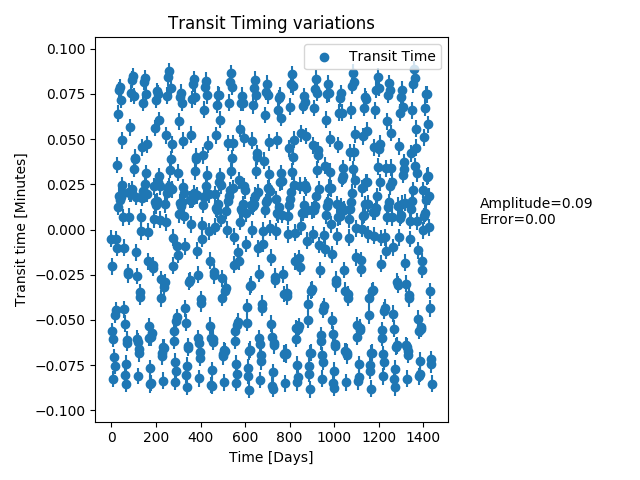 Transit Timing variations
Transit Time
0.100
0.075
0.050
0.025
0.000
−0.025
−0.050
−0.075
−0.100
Transit time [Minutes]
0
200
400
600
800
1000
1200
1400
Time [Days]
Amplitude=0.09
Error=0.00